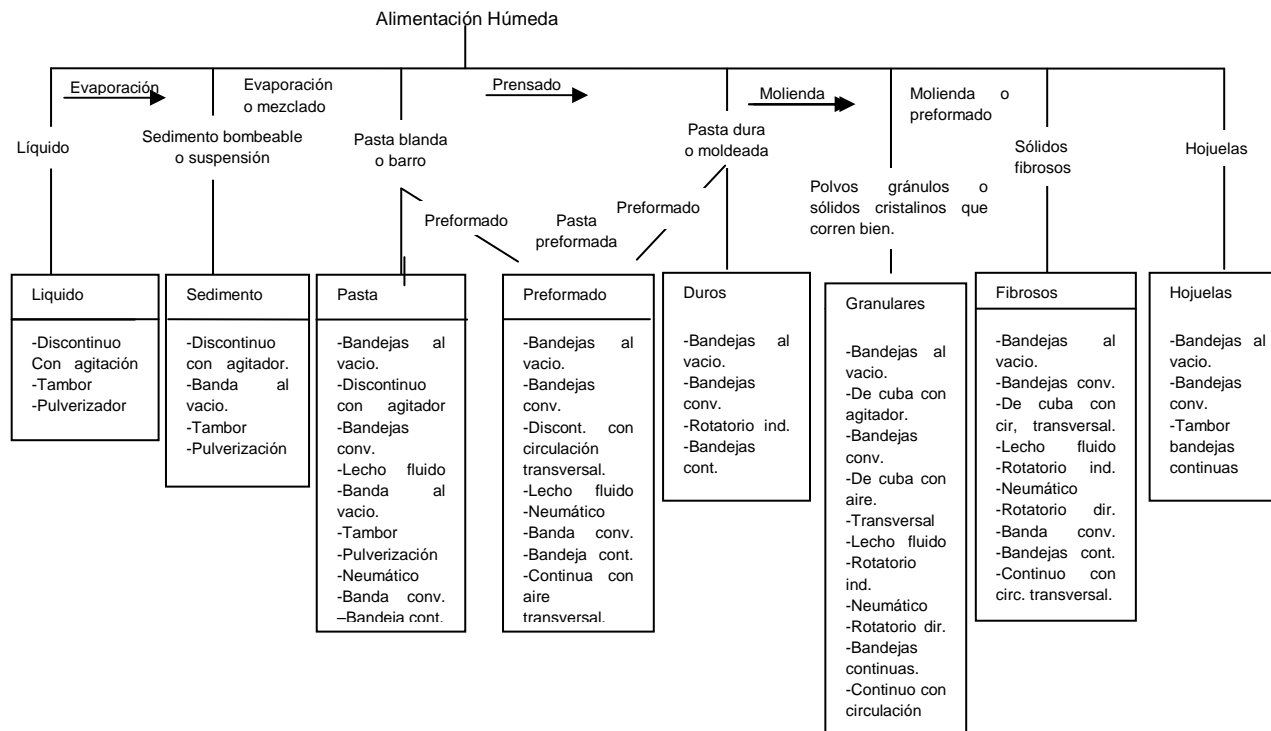 Alimentación Húmeda
Evaporación
Evaporación
o mezclado
Prensado
Molienda
Molienda o
preformado
Líquido
Sedimento bombeable
o suspensión
Pasta blanda
o barro
Pasta dura
o moldeada
Sólidos
fibrosos
Hojuelas
Preformado
Pasta
preformada
Preformado
Polvos gránulos o
sólidos cristalinos que
corren bien.
Liquido
-Discontinuo
Con agitación
-Tambor
-Pulverizador
Sedimento
-Discontinuo
con agitador.
-Banda al
vacio.
-Tambor
-Pulverización
Pasta
-Bandejas al
vacio.
-Discontinuo
con agitador
-Bandejas
conv.
-Lecho fluido
-Banda al
vacio.
-Tambor
-Pulverización
-Neumático
-Banda conv.
–Bandeja cont.
Preformado
-Bandejas al
vacio.
-Bandejas
conv.
-Discont. con
circulación
transversal.
-Lecho fluido
-Neumático
-Banda conv.
-Bandeja cont.
-Continua con
aire
transversal.
Duros
-Bandejas al
vacio.
-Bandejas
conv.
-Rotatorio ind.
-Bandejas
cont.
Granulares
-Bandejas al
vacio.
-De cuba con
agitador.
-Bandejas
conv.
-De cuba con
aire.
-Transversal
-Lecho fluido
-Rotatorio
ind.
-Neumático
-Rotatorio dir.
-Bandejas
continuas.
-Continuo con
circulación
Fibrosos
-Bandejas al
vacio.
-Bandejas conv.
-De cuba con
cir, transversal.
-Lecho fluido
-Rotatorio ind.
-Neumático
-Rotatorio dir.
-Banda conv.
-Bandejas cont.
-Continuo con
circ. transversal.
Hojuelas
-Bandejas al
vacio.
-Bandejas
conv.
-Tambor
bandejas
continuas